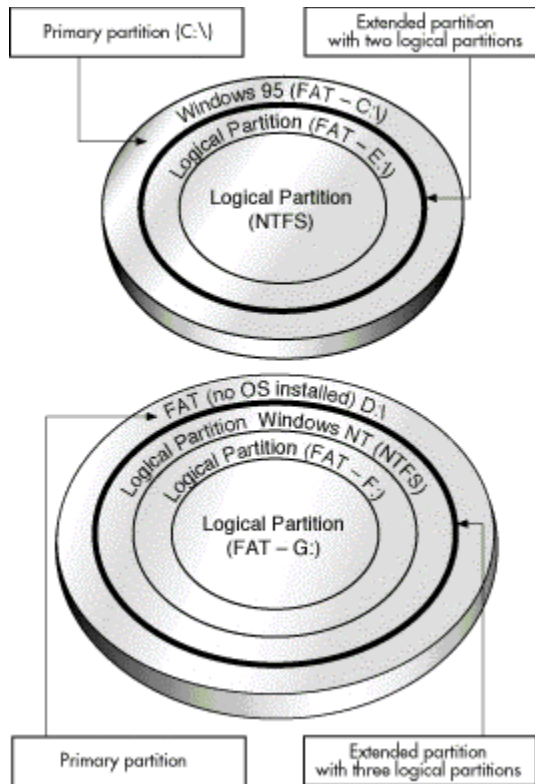 Primary partition (C:\)
Extended partition
with two logical partitions
Windows 95 (FAT – C:\)
Logical Partition (FAT – E:\)
Logical Partition
(NTFS)
FAT (no OS installed) D:\
Logical Partition Windows NT (NTFS)
Logical Partition (FAT – F:)
Logical Partition
(FAT – G:)
Primary partition
Extended partition
with three logical partitions